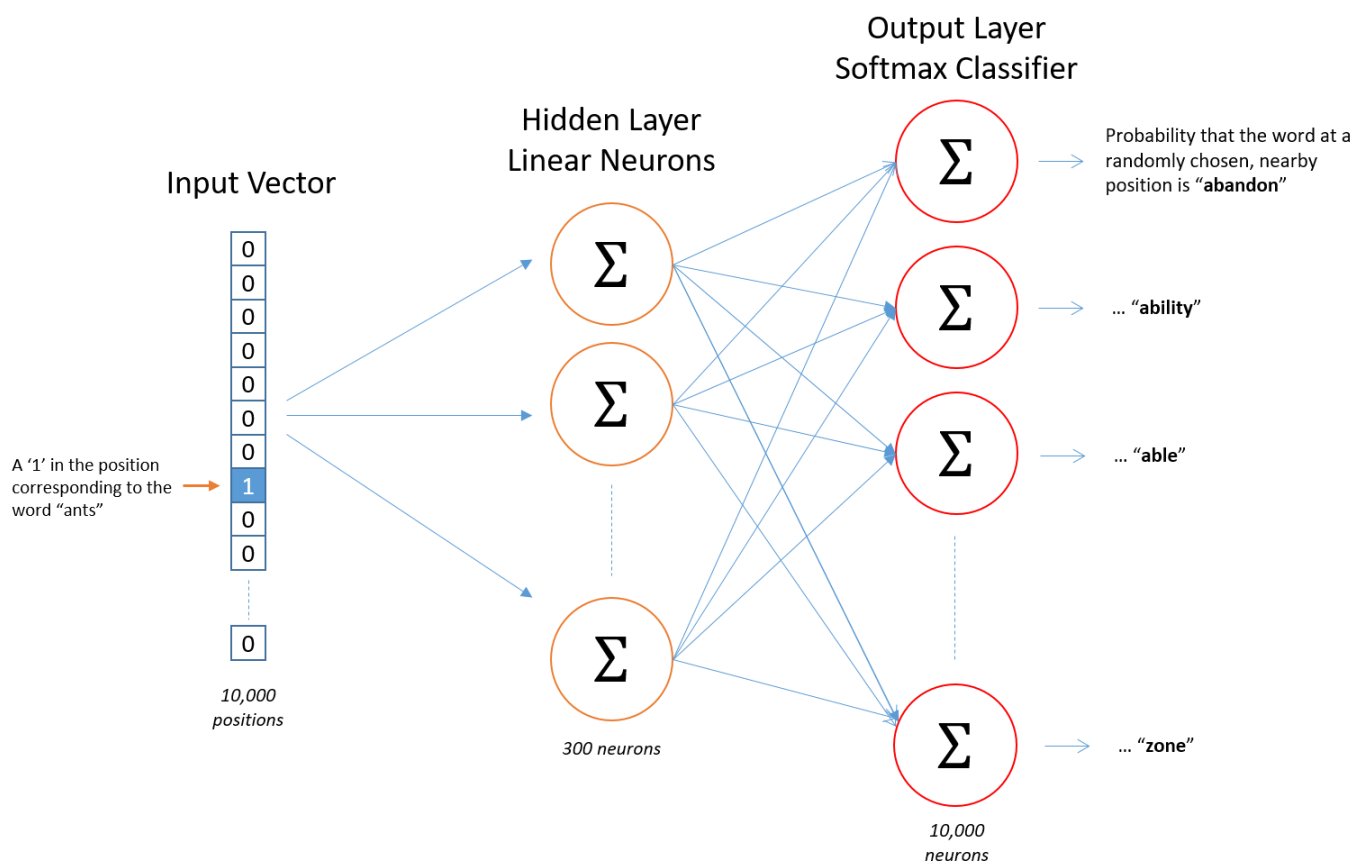 Output Layer
Softmax Classifier
Hidden Layer
Linear Neurons
Input Vector
0
0
0
0
0
0
0
1
0
0
0
A ‘1’ in the position
corresponding to the
word “ants”
10,000
positions
Σ
Σ
Σ
300 neurons
Σ
Σ
Σ
Σ
10,000
neurons
Probability that the word at a
randomly chosen, nearby
position is “abandon”
... “ability”
... “able”
... “zone”